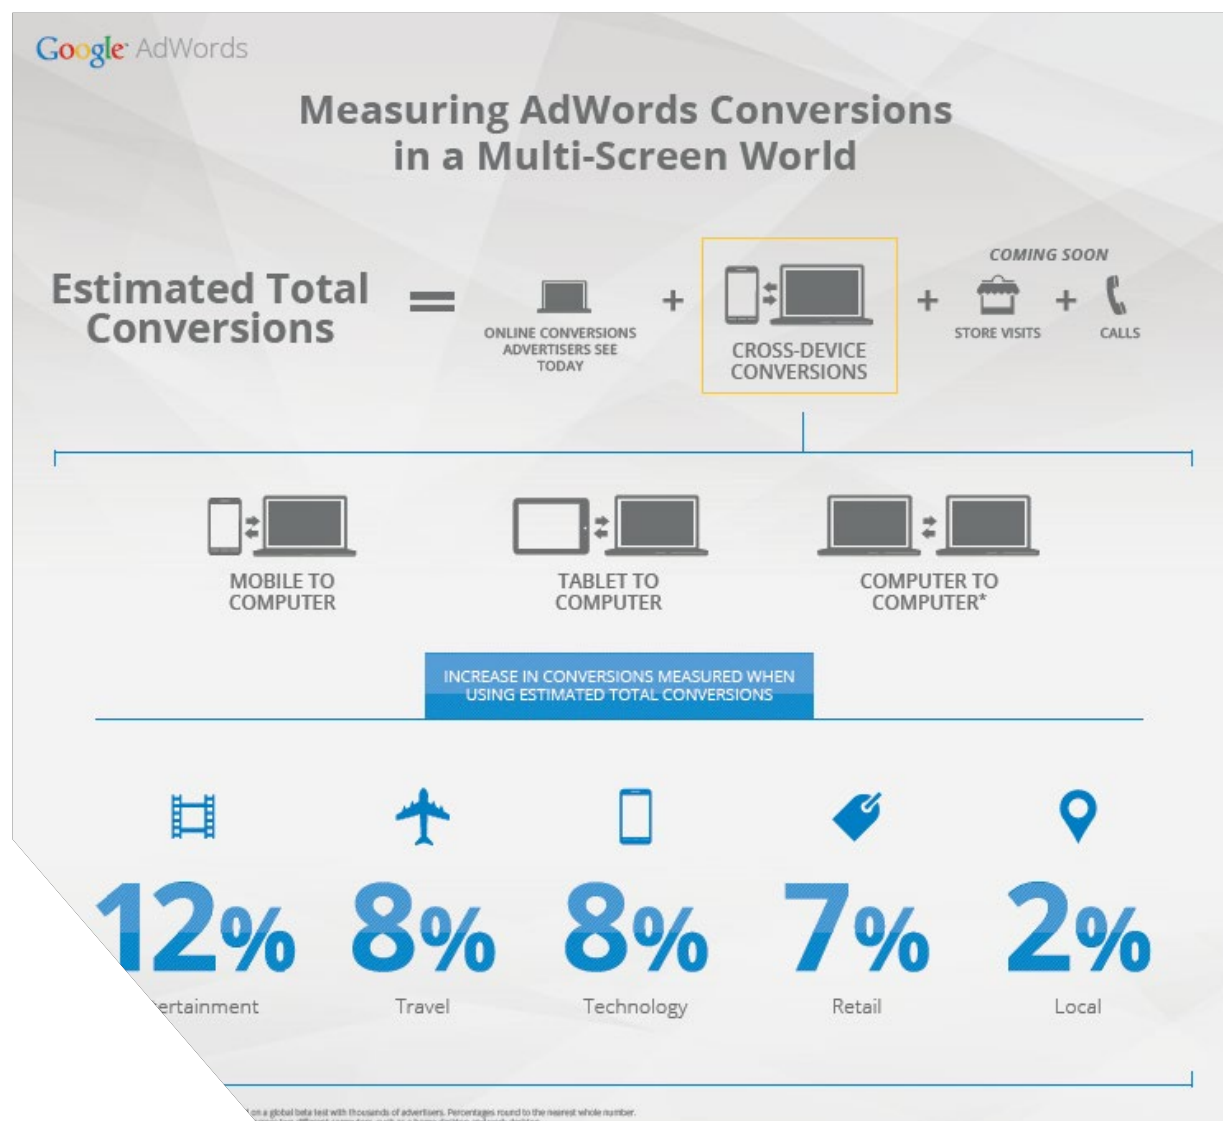 Google AdWords
Measuring AdWords Conversions
in a Multi-Screen World
Estimated Total
Conversions
=
ONLINE CONVERSIONS
ADVERTISERS SEE
TODAY
+
CROSS-DEVICE
CONVERSIONS
+
COMING SOON
STORE VISITS
+
CALLS
MOBILE TO
COMPUTER
TABLET TO
COMPUTER
COMPUTER TO
COMPUTER*
INCREASE IN CONVERSIONS MEASURED WHEN
USING ESTIMATED TOTAL CONVERSIONS
12%
8%
8%
7%
2%
ertainment
Travel
Technology
Retail
Local
on a global beta test with thousands of advertisers. Percentages round to the nearest whole number.